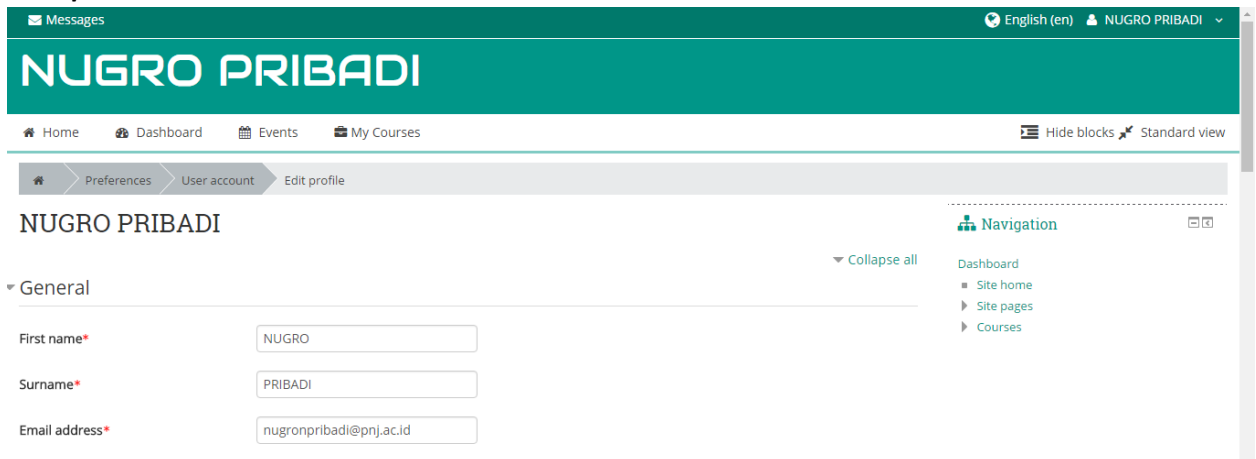 Messages English (en) NUGRO PRIBADI
NUGRO PRIBADI
Home Dashboard Events My Courses Hide blocks Standard view
Preferences User account Edit profile
NUGRO PRIBADI
Navigation
Collapse all
Dashboard
General
Site home
Site pages
Courses
First name*
NUGRO
Surname*
PRIBADI
Email address*
nugronpribadi@pnj.ac.id